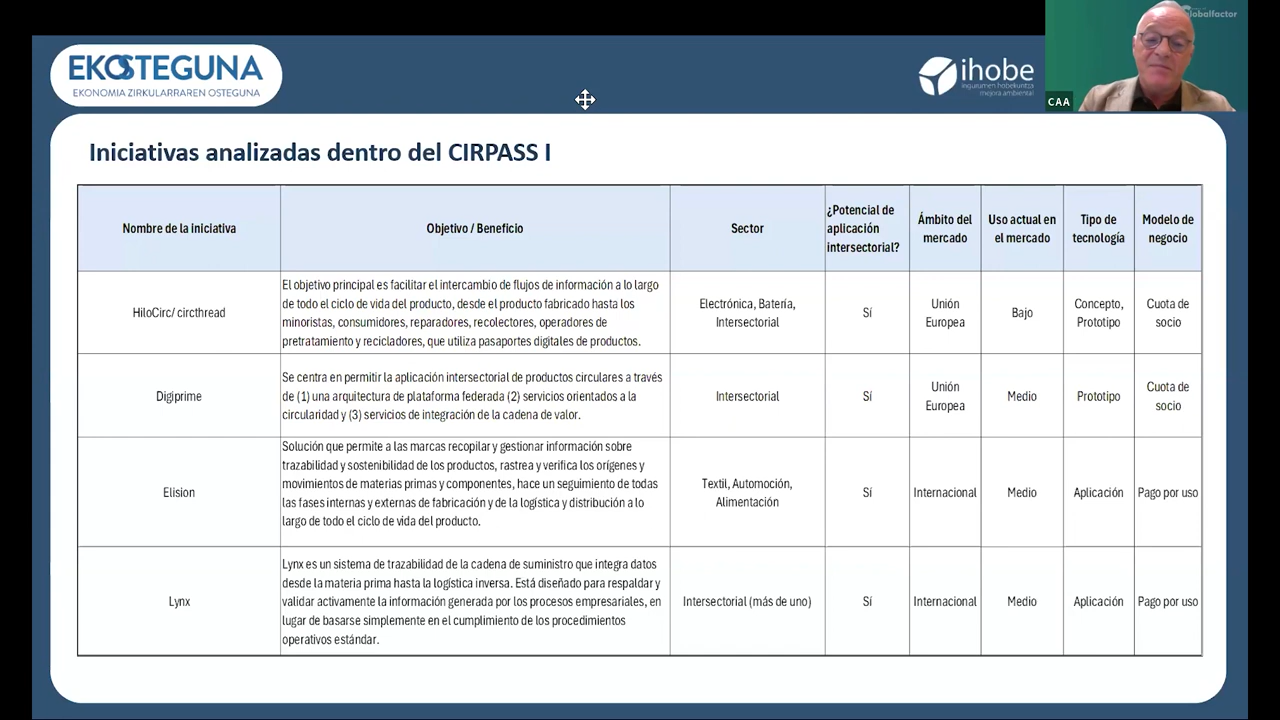 Globalfactor
EKOSTEGUNA
EKONOMIA ZIRKULARRAREN OSTEGUNA
ihobe
ingurumen hobekuntza
mejora ambiental
CAA
Iniciativas analizadas dentro del CIRPASS I
Nombre de la iniciativa
Objetivo / Beneficio
Sector
¿Potencial de
aplicación
intersectorial?
Ámbito del
mercado
Uso actual en
el mercado
Tipo de
tecnología
Modelo de
negocio
HiloCirc/ circthread
El objetivo principal es facilitar el intercambio de flujos de información a lo largo
de todo el ciclo de vida del producto, desde el producto fabricado hasta los
minoristas, consumidores, reparadores, recolectores, operadores de
pretratamiento y recicladores, que utiliza pasaportes digitales de productos.
Electrónica, Batería,
Intersectorial
Sí
Unión
Europea
Bajo
Concepto,
Prototipo
Cuota de
socio
Digiprime
Se centra en permitir la aplicación intersectorial de productos circulares a través
de (1) una arquitectura de plataforma federada (2) servicios orientados a la
circularidad y (3) servicios de integración de la cadena de valor.
Intersectorial
Sí
Unión
Europea
Medio
Prototipo
Cuota de
socio
Elision
Solución que permite a las marcas recopilar y gestionar información sobre
trazabilidad y sostenibilidad de los productos, rastrea y verifica los orígenes y
movimientos de materias primas y componentes, hace un seguimiento de todas
las fases internas y externas de fabricación y de la logística y distribución a lo
largo de todo el ciclo de vida del producto.
Textil, Automoción,
Alimentación
Sí
Internacional
Medio
Aplicación
Pago por uso
Lynx
Lynx es un sistema de trazabilidad de la cadena de suministro que integra datos
desde la materia prima hasta la logística inversa. Está diseñado para respaldar y
validar activamente la información generada por los procesos empresariales, en
lugar de basarse simplemente en el cumplimiento de los procedimientos
operativos estándar.
Intersectorial (más de uno)
Sí
Internacional
Medio
Aplicación
Pago por uso